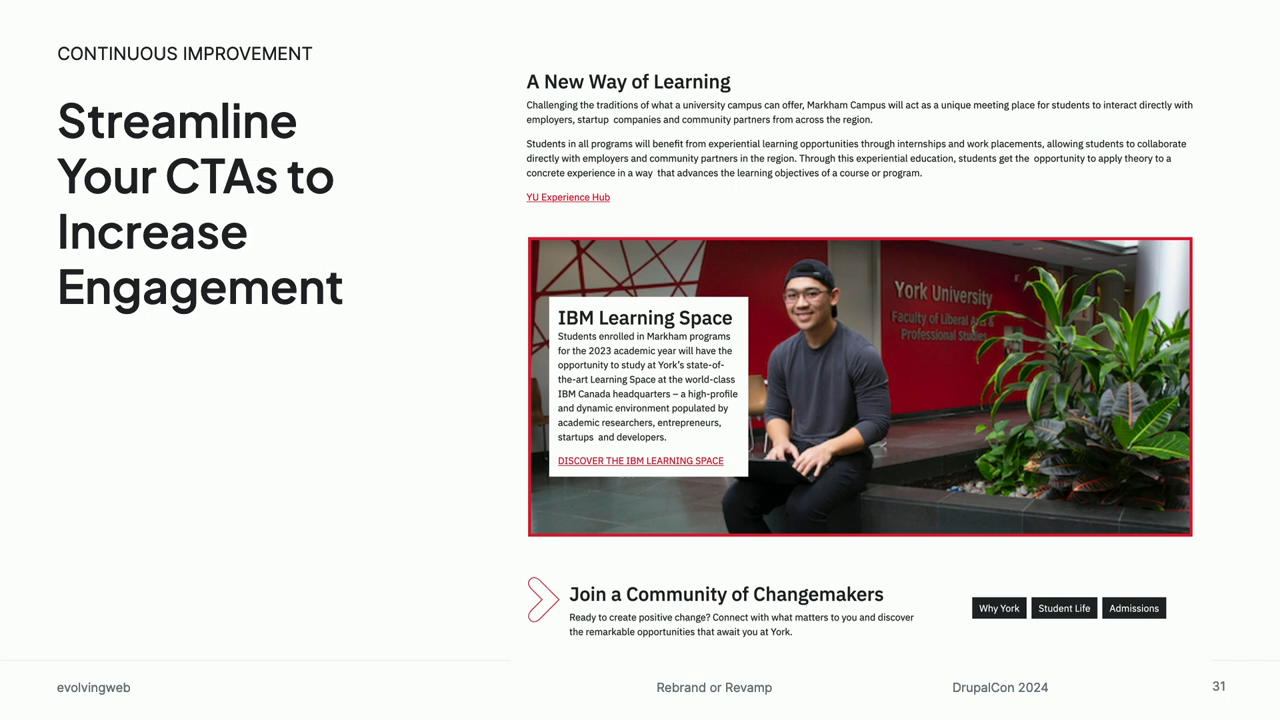 CONTINUOUS IMPROVEMENT
Streamline
Your CTAs to
Increase
Engagement
A New Way of Learning
Challenging the traditions of what a university campus can offer, Markham Campus will act as a unique meeting place for students to interact directly with
employers, startup companies and community partners from across the region.
Students in all programs will benefit from experiential learning opportunities through internships and work placements, allowing students to collaborate
directly with employers and community partners in the region. Through this experiential education, students get the opportunity to apply theory to a
concrete experience in a way that advances the learning objectives of a course or program.
YU Experience Hub
IBM Learning Space
Students enrolled in Markham programs
for the 2023 academic year will have the
opportunity to study at York's state-of-
the-art Learning Space at the world-class
IBM Canada headquarters – a high-profile
and dynamic environment populated by
academic researchers, entrepreneurs,
startups and developers.
DISCOVER THE IBM LEARNING SPACE
York University
Faculty of Liberal Arts &
Professional Studies
Join a Community of Changemakers
Ready to create positive change? Connect with what matters to you and discover
the remarkable opportunities that await you at York.
Why York
Student Life
Admissions
evolvingweb
Rebrand or Revamp
DrupalCon 2024
31